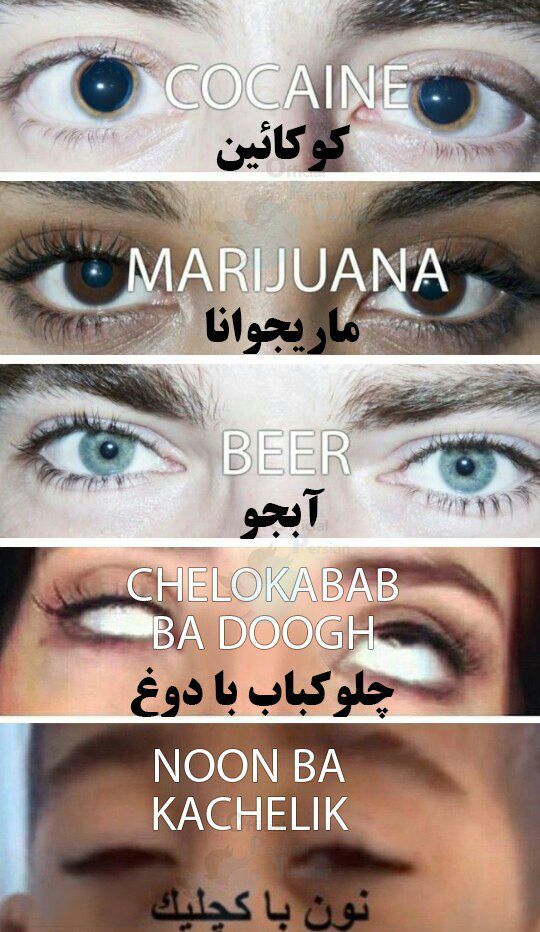 COCAINE
کوکائین
MARIJUANA
ماریجوانا
BEER
آبجو
CHELOKABAB
BA DOOGH
چلوکباب با دوغ
NOON BA
KACHELIK
نون با کچلیک